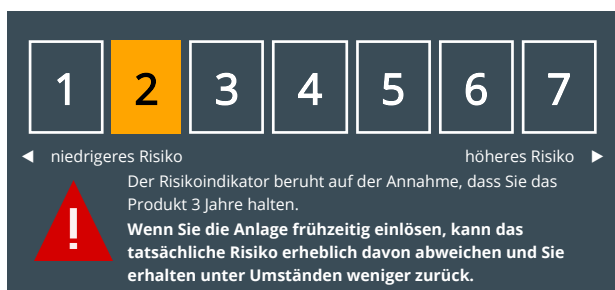 1 2 3 4 5 6 7
niedrigeres Risiko höheres Risiko
Der Risikoindikator beruht auf der Annahme, dass Sie das
Produkt 3 Jahre halten.
Wenn Sie die Anlage frühzeitig einlösen, kann das
tatsächliche Risiko erheblich davon abweichen und Sie
erhalten unter Umständen weniger zurück.